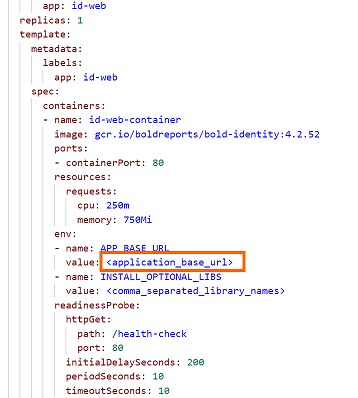 app: id-web
replicas: 1
template:
metadata:
labels:
app: id-web
spec:
containers:
- name: id-web-container
image: gcr.io/boldreports/bold-identity:4.2.52
ports:
- containerPort: 80
resources:
requests:
cpu: 250m
memory: 750Mi
env:
- name: APP_BASE_URL
value: <application_base_url>
- name: INSTALL_OPTIONAL_LIBS
value: <comma_separated_library_names>
readinessProbe:
httpGet:
path: /health-check
port: 80
initialDelaySeconds: 200
periodSeconds: 10
timeoutSeconds: 10